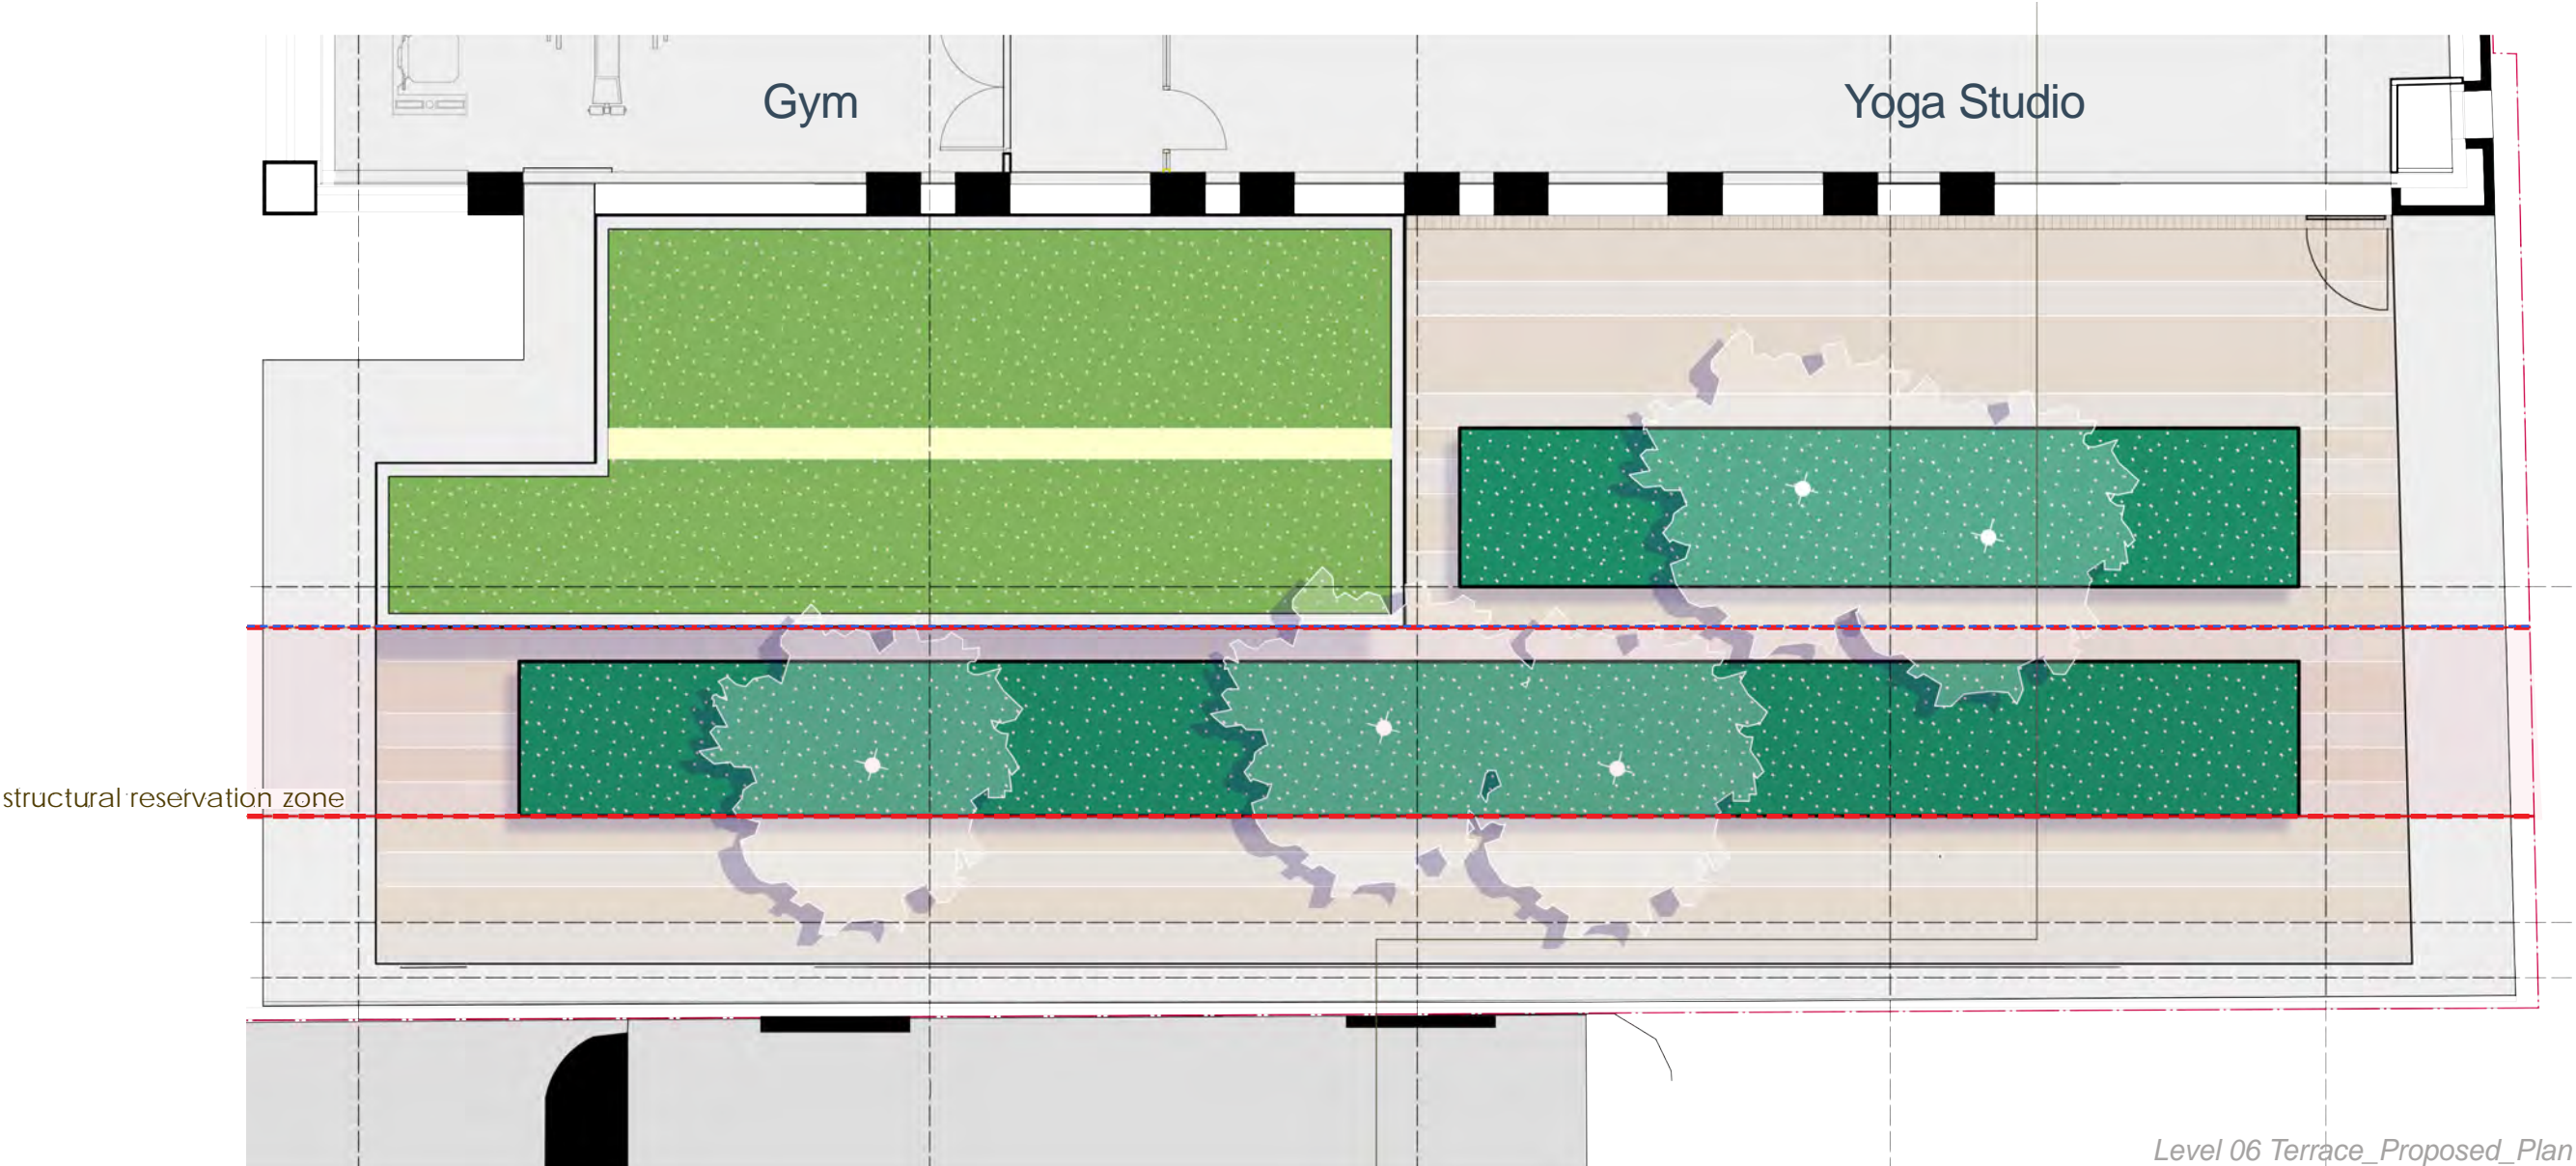 Gym
Yoga Studio
structural reservation zone
Level 06 Terrace_Proposed_Plan